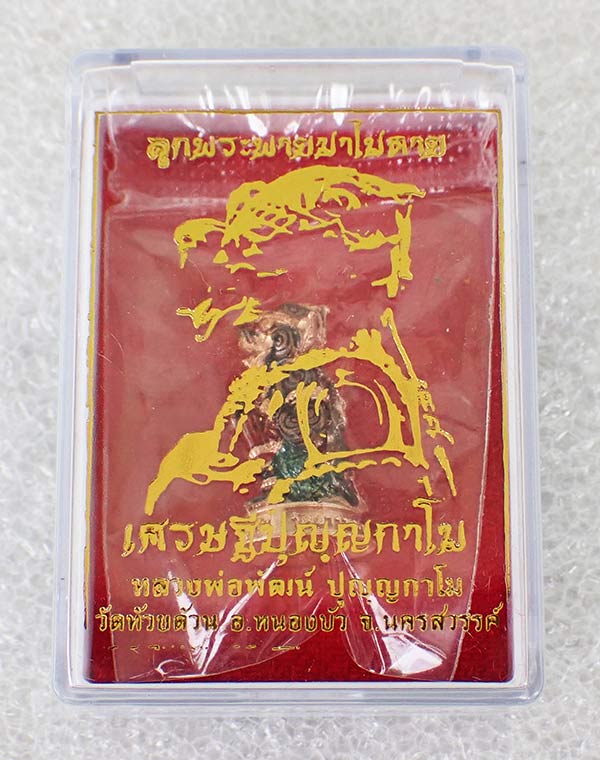 ลูกพระพายมาไม่ตาย
เศรษฐีปุญฺญกาโม
หลวงพ่อพัฒน์ ปุญฺญกาโม
วัดห้วยด้วน อ.หนองบัว จ.นครสวรรค์